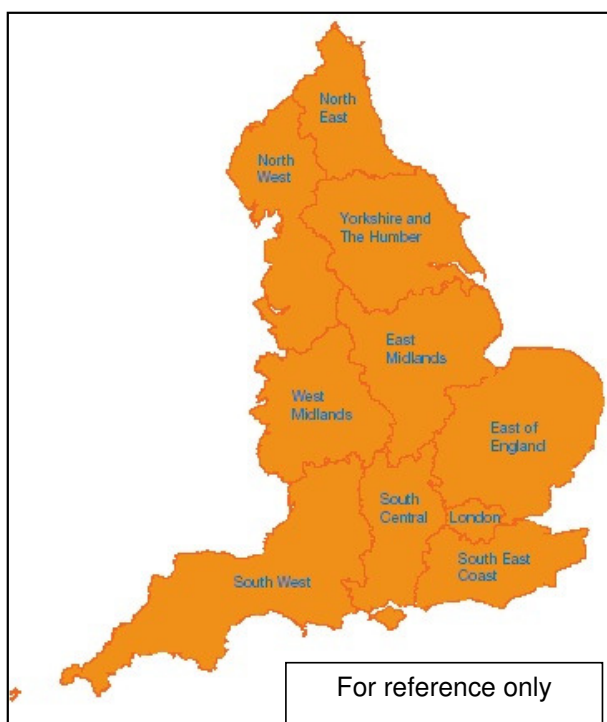 North
East
North
West
Yorkshire and
The Humber
East
Midlands
West
Midlands
East of
England
South
Central
London
South East
Coast
South West
For reference only